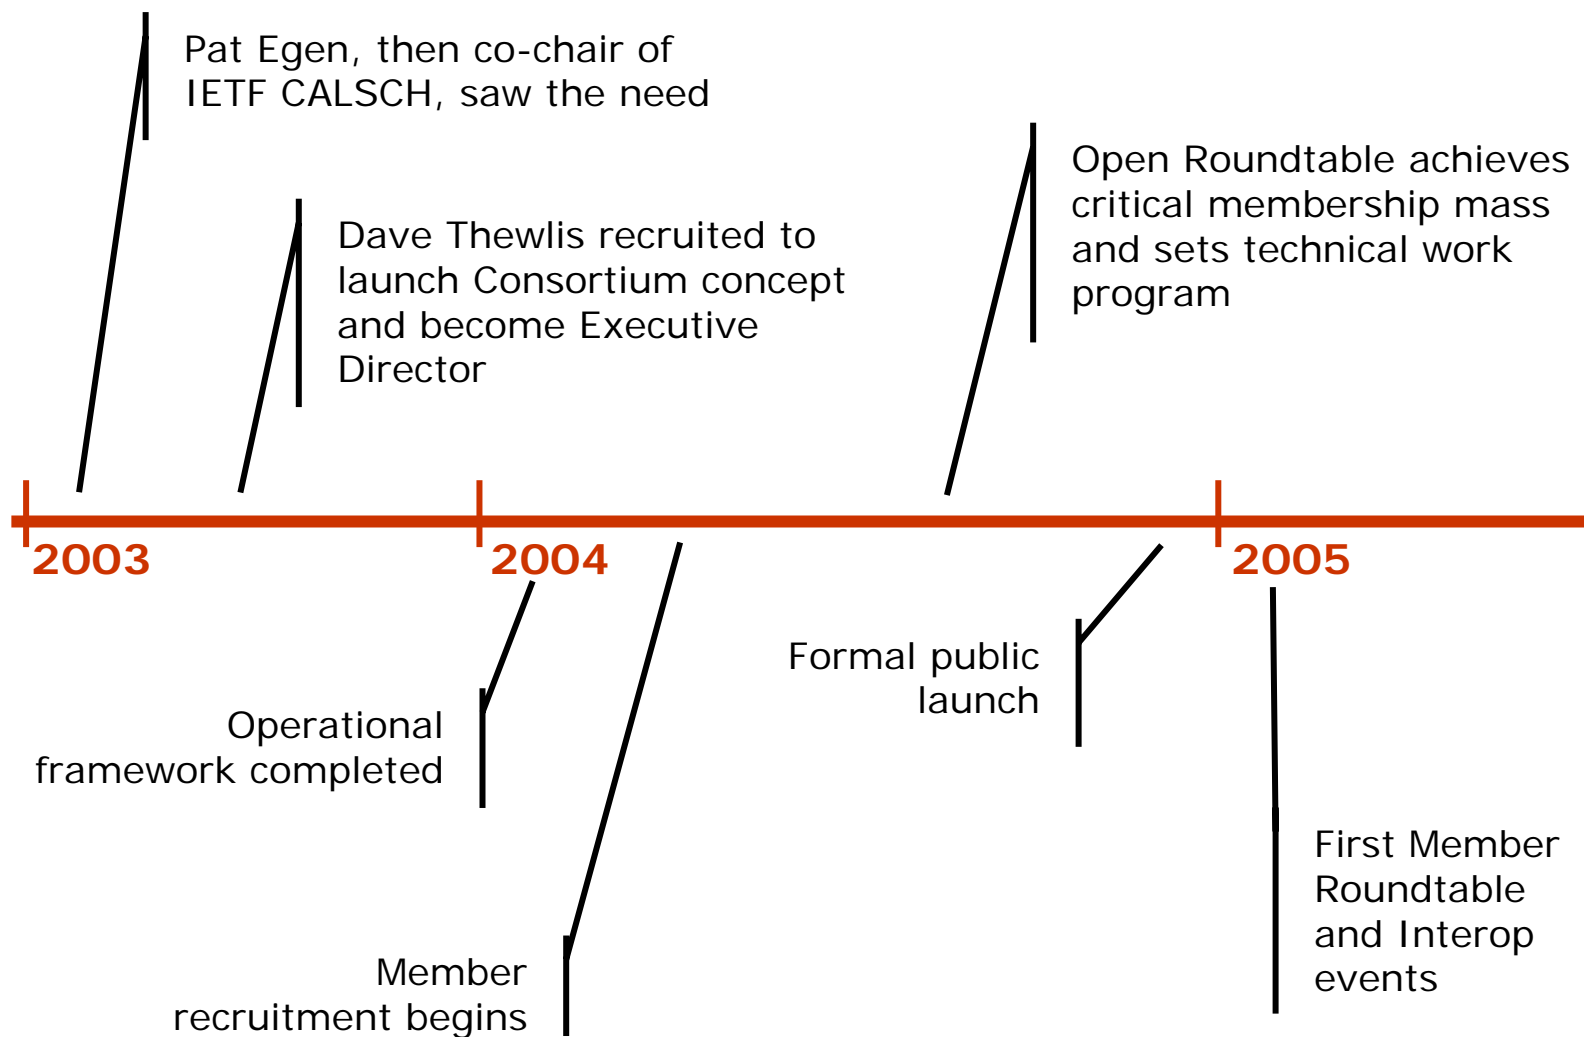 Pat Egen, then co-chair of
IETF CALSCH, saw the need
Dave Thewlis recruited to
launch Consortium concept
and become Executive
Director
Open Roundtable achieves
critical membership mass
and sets technical work
program
2003
2004
2005
Operational
framework completed
Member
recruitment begins
Formal public
launch
First Member
Roundtable
and Interop
events